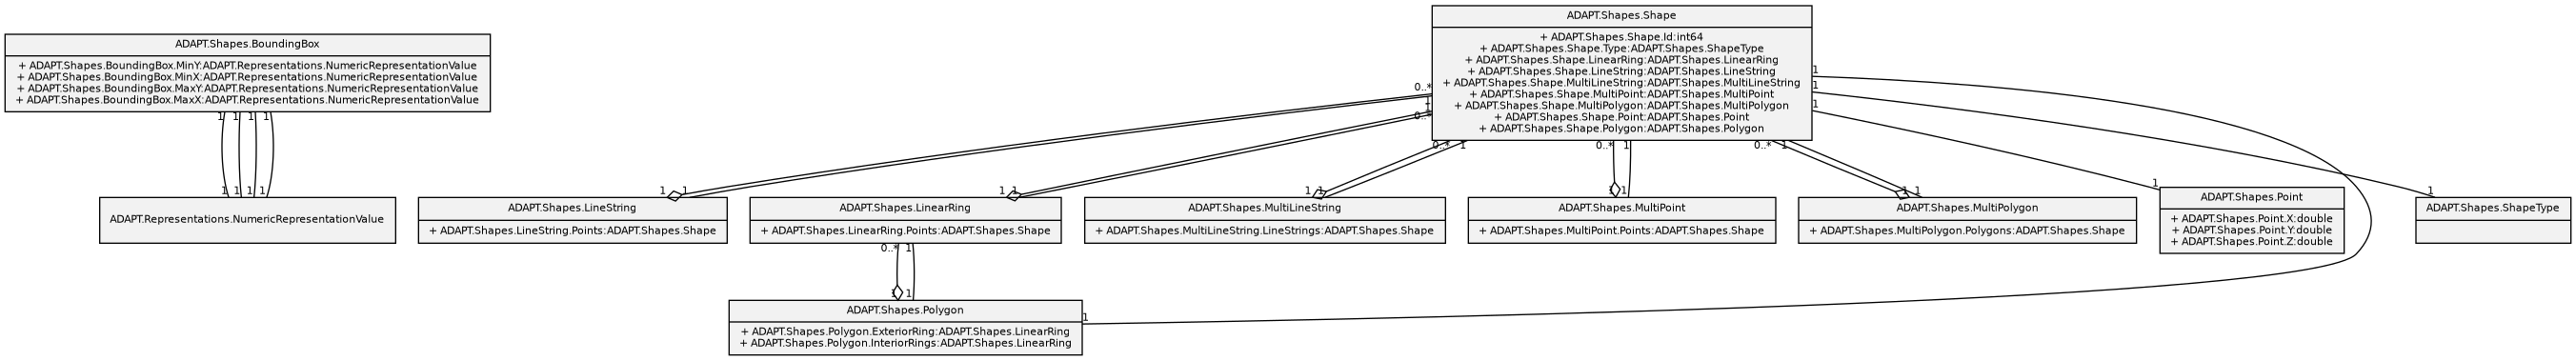 ADAPT.Shapes.Shape
+ ADAPT.Shapes.Shape.Id:int64
+ ADAPT.Shapes.Shape.Type:ADAPT.Shapes.ShapeType
+ ADAPT.Shapes.Shape.LinearRing:ADAPT.Shapes.LinearRing
+ ADAPT.Shapes.Shape.LineString:ADAPT.Shapes.LineString
+ ADAPT.Shapes.Shape.MultiLineString:ADAPT.Shapes.MultiLineString
+ ADAPT.Shapes.Shape.MultiPoint:ADAPT.Shapes.MultiPoint
+ ADAPT.Shapes.Shape.MultiPolygon:ADAPT.Shapes.MultiPolygon
+ ADAPT.Shapes.Shape.Point:ADAPT.Shapes.Point
+ ADAPT.Shapes.Shape.Polygon:ADAPT.Shapes.Polygon
ADAPT.Shapes.BoundingBox
+ ADAPT.Shapes.BoundingBox.MinY:ADAPT.Representations.NumericRepresentationValue
+ ADAPT.Shapes.BoundingBox.MinX:ADAPT.Representations.NumericRepresentationValue
+ ADAPT.Shapes.BoundingBox.MaxY:ADAPT.Representations.NumericRepresentationValue
+ ADAPT.Shapes.BoundingBox.MaxX:ADAPT.Representations.NumericRepresentationValue
1
1
1
0..*
1
0..*
1 1 1 1
0..* 1
0..* 1
0..* 1
1 1 1 1
1 1
1 1
1 1
1 1
1 1
1
1
ADAPT.Representations.NumericRepresentationValue
ADAPT.Shapes.LineString
+ ADAPT.Shapes.LineString.Points:ADAPT.Shapes.Shape
ADAPT.Shapes.LinearRing
+ ADAPT.Shapes.LinearRing.Points:ADAPT.Shapes.Shape
ADAPT.Shapes.MultiLineString
+ ADAPT.Shapes.MultiLineString.LineStrings:ADAPT.Shapes.Shape
ADAPT.Shapes.MultiPoint
+ ADAPT.Shapes.MultiPoint.Points:ADAPT.Shapes.Shape
ADAPT.Shapes.MultiPolygon
+ ADAPT.Shapes.MultiPolygon.Polygons:ADAPT.Shapes.Shape
ADAPT.Shapes.Point
+ ADAPT.Shapes.Point.X:double
+ ADAPT.Shapes.Point.Y:double
+ ADAPT.Shapes.Point.Z:double
ADAPT.Shapes.ShapeType
0..* 1
1 1
ADAPT.Shapes.Polygon
+ ADAPT.Shapes.Polygon.ExteriorRing:ADAPT.Shapes.LinearRing
+ ADAPT.Shapes.Polygon.InteriorRings:ADAPT.Shapes.LinearRing
1